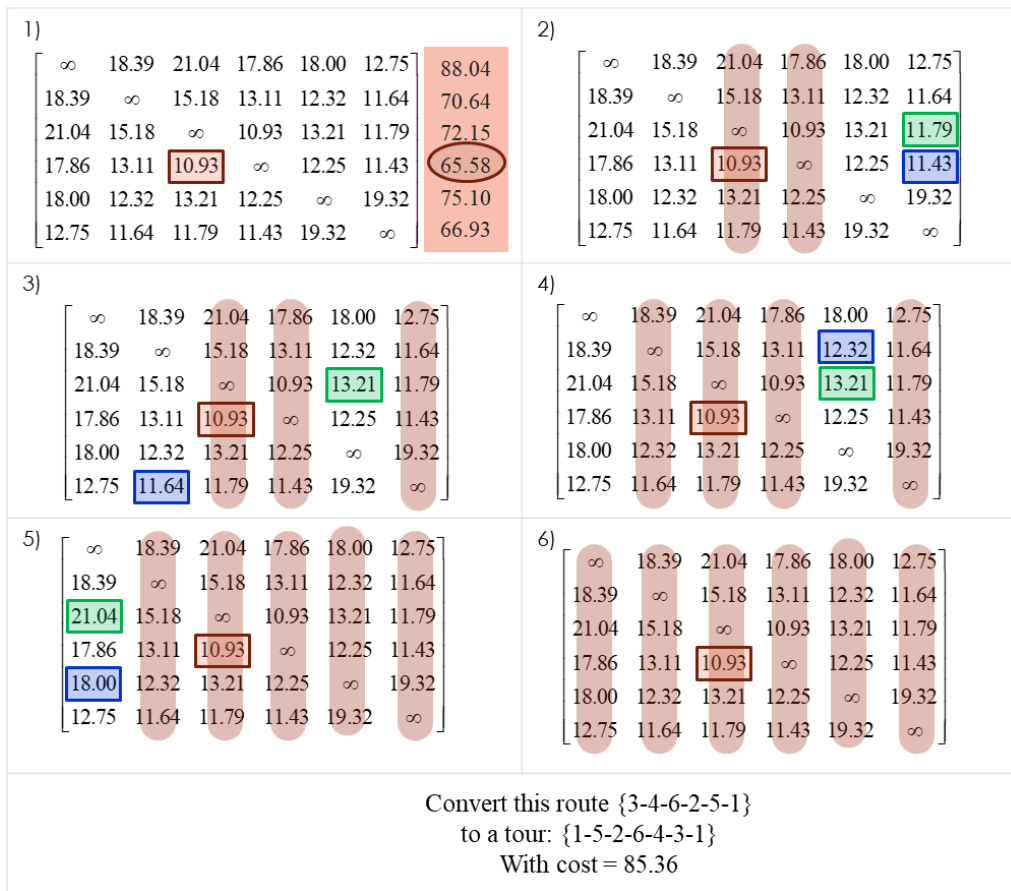 1)
∞ 18.39 21.04 17.86 18.00 12.75 88.04
18.39 ∞ 15.18 13.11 12.32 11.64 70.64
21.04 15.18 ∞ 10.93 13.21 11.79 72.15
17.86 13.11 10.93 ∞ 12.25 11.43 65.58
18.00 12.32 13.21 12.25 ∞ 19.32 75.10
12.75 11.64 11.79 11.43 19.32 ∞ 66.93
2)
∞ 18.39 21.04 17.86 18.00 12.75
18.39 ∞ 15.18 13.11 12.32 11.64
21.04 15.18 ∞ 10.93 13.21 11.79
17.86 13.11 10.93 ∞ 12.25 11.43
18.00 12.32 13.21 12.25 ∞ 19.32
12.75 11.64 11.79 11.43 19.32 ∞
3)
∞ 18.39 21.04 17.86 18.00 12.75
18.39 ∞ 15.18 13.11 12.32 11.64
21.04 15.18 ∞ 10.93 13.21 11.79
17.86 13.11 10.93 ∞ 12.25 11.43
18.00 12.32 13.21 12.25 ∞ 19.32
12.75 11.64 11.79 11.43 19.32 ∞
4)
∞ 18.39 21.04 17.86 18.00 12.75
18.39 ∞ 15.18 13.11 12.32 11.64
21.04 15.18 ∞ 10.93 13.21 11.79
17.86 13.11 10.93 ∞ 12.25 11.43
18.00 12.32 13.21 12.25 ∞ 19.32
12.75 11.64 11.79 11.43 19.32 ∞
5)
∞ 18.39 21.04 17.86 18.00 12.75
18.39 ∞ 15.18 13.11 12.32 11.64
21.04 15.18 ∞ 10.93 13.21 11.79
17.86 13.11 10.93 ∞ 12.25 11.43
18.00 12.32 13.21 12.25 ∞ 19.32
12.75 11.64 11.79 11.43 19.32 ∞
6)
∞ 18.39 21.04 17.86 18.00 12.75
18.39 ∞ 15.18 13.11 12.32 11.64
21.04 15.18 ∞ 10.93 13.21 11.79
17.86 13.11 10.93 ∞ 12.25 11.43
18.00 12.32 13.21 12.25 ∞ 19.32
12.75 11.64 11.79 11.43 19.32 ∞
Convert this route {3-4-6-2-5-1}
to a tour: {1-5-2-6-4-3-1}
With cost = 85.36